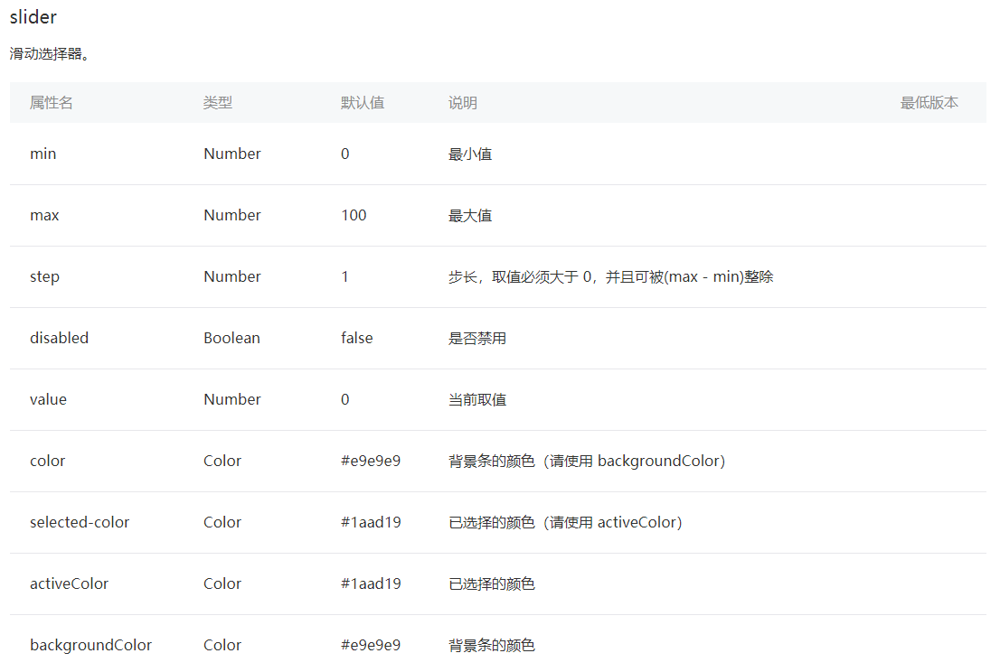 slider
滑动选择器。
属性名 类型 默认值 说明 最低版本
min Number 0 最小值
max Number 100 最大值
step Number 1 步长，取值必须大于 0，并且可被(max - min)整除
disabled Boolean false 是否禁用
value Number 0 当前取值
color Color #e9e9e9 背景条的颜色（请使用 backgroundColor）
selected-color Color #1aad19 已选择的颜色（请使用 activeColor）
activeColor Color #1aad19 已选择的颜色
backgroundColor Color #e9e9e9 背景条的颜色